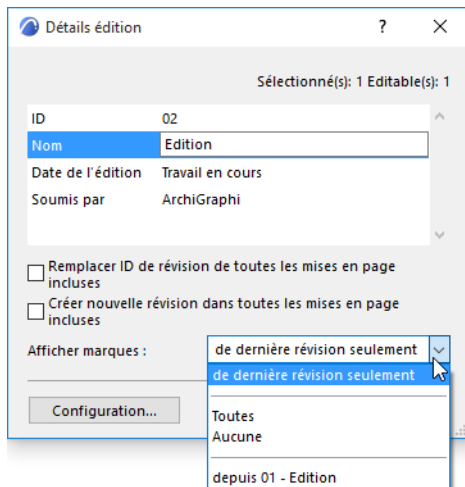 Détails édition
?
Sélectionné(s): 1 Editable(s): 1
ID 02
Nom Edition
Date de l'édition Travail en cours
Soumis par ArchiGraphi
Remplacer ID de révision de toutes les mises en page
incluses
Créer nouvelle révision dans toutes les mises en page
incluses
Afficher marques : de dernière révision seulement
de dernière révision seulement
Configuration...
Toutes
Aucune
depuis 01 - Edition